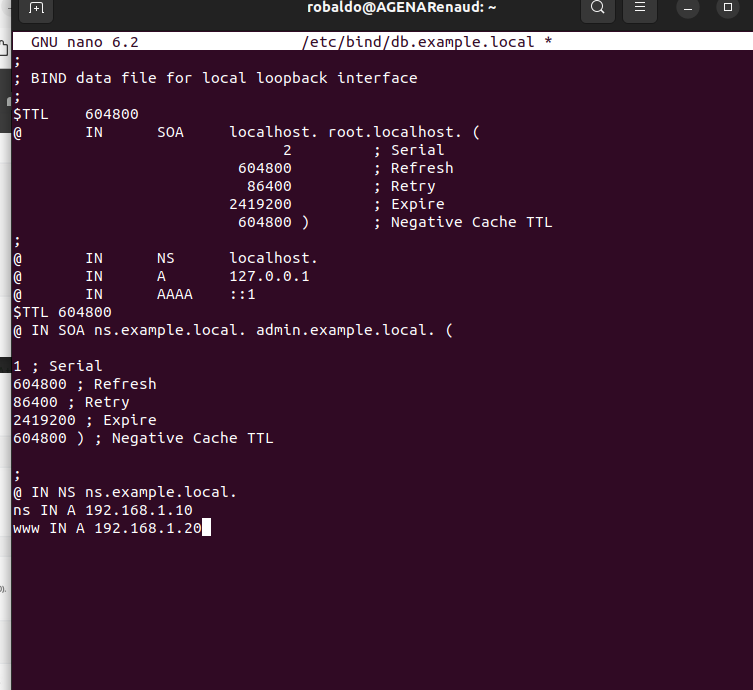 robaldo@AGENARenaud: ~
GNU nano 6.2 /etc/bind/db.example.local *
;
; BIND data file for local loopback interface
;
$TTL 604800
@ IN SOA localhost. root.localhost. (
2 ; Serial
604800 ; Refresh
86400 ; Retry
2419200 ; Expire
604800 ) ; Negative Cache TTL
;
@ IN NS localhost.
@ IN A 127.0.0.1
@ IN AAAA ::1
$TTL 604800
@ IN SOA ns.example.local. admin.example.local. (
1 ; Serial
604800 ; Refresh
86400 ; Retry
2419200 ; Expire
604800 ) ; Negative Cache TTL
;
@ IN NS ns.example.local.
ns IN A 192.168.1.10
www IN A 192.168.1.20